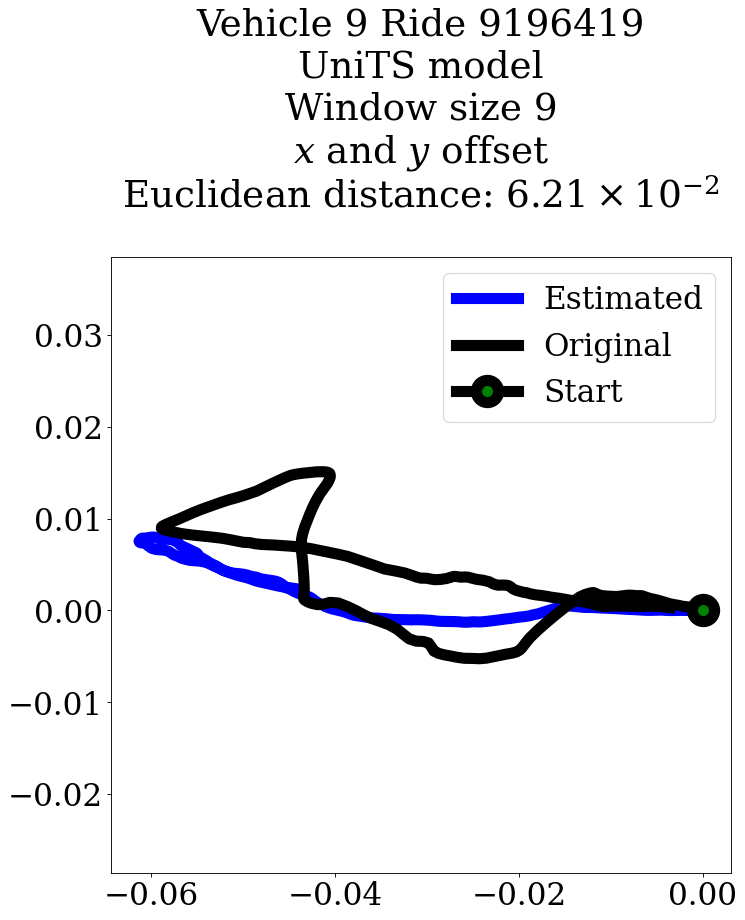 Vehicle 9 Ride 9196419
UniTS model
Window size 9
x and y offset
Euclidean distance: 6.21 × 10⁻²
Estimated
Original
Start
0.03
0.02
0.01
0.00
−0.01
−0.02
−0.06 −0.04 −0.02 0.00